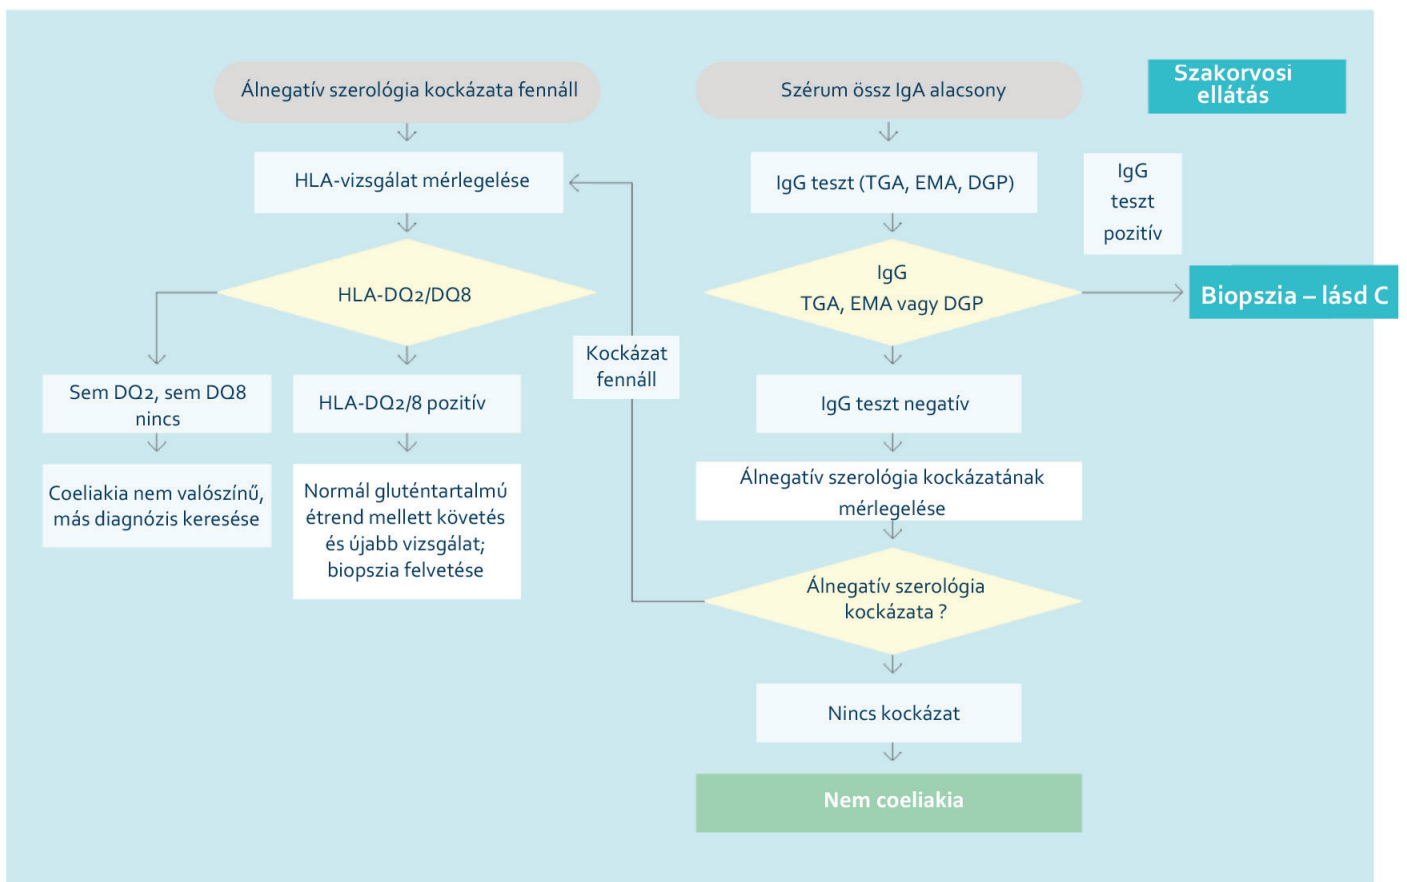 Álnegatív szerológia kockázata fennáll
Szérum össz IgA alacsony
Szakorvosi
ellátás
HLA-vizsgálat mérlegelése
IgG teszt (TGA, EMA, DGP)
IgG
teszt
pozitív
HLA-DQ2/DQ8
IgG
TGA, EMA vagy DGP
Biopszia – lásd C
Kockázat
fennáll
Sem DQ2, sem DQ8
nincs
HLA-DQ2/8 pozitív
IgG teszt negatív
Coeliakia nem valószínű,
más diagnózis keresése
Normál gluténtartalmú
étrend mellett követés
és újabb vizsgálat;
biopszia felvetése
Álnegatív szerológia kockázatának
mérlegelése
Álnegatív szerológia
kockázata ?
Nincs kockázat
Nem coeliakia